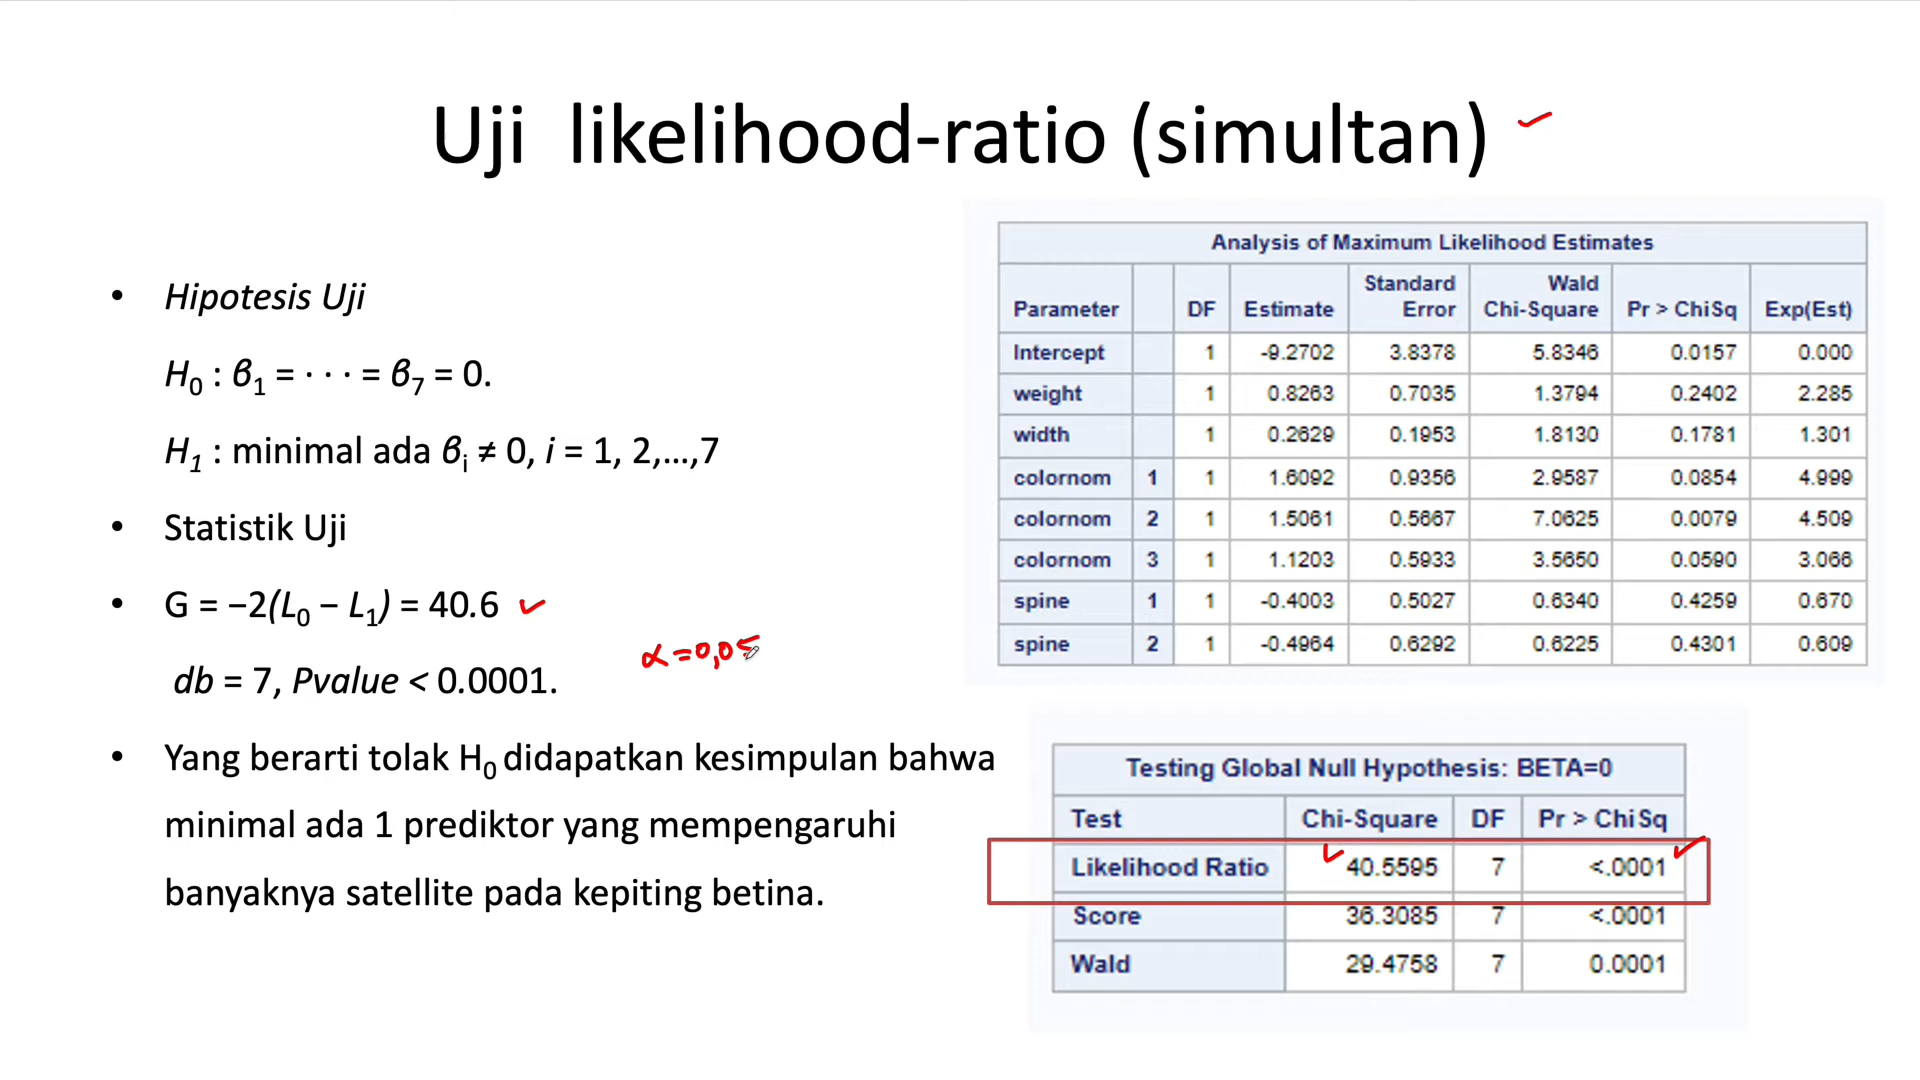 Uji likelihood-ratio (simultan)
• Hipotesis Uji
H0 : β1 = · · · = β7 = 0.
H1 : minimal ada βi ≠ 0, i = 1, 2,...,7
• Statistik Uji
• G = −2(L0 − L1) = 40.6
α=0,05
db = 7, Pvalue < 0.0001.
• Yang berarti tolak H0 didapatkan kesimpulan bahwa
minimal ada 1 prediktor yang mempengaruhi
banyaknya satellite pada kepiting betina.
Analysis of Maximum Likelihood Estimates
Parameter DF Estimate Standard Error Wald Chi-Square Pr > ChiSq Exp(Est)
Intercept 1 -9.2702 3.8378 5.8346 0.0157 0.000
weight 1 0.8263 0.7035 1.3794 0.2402 2.285
width 1 0.2629 0.1953 1.8130 0.1781 1.301
colornom 1 1 1.6092 0.9356 2.9587 0.0854 4.999
colornom 2 1 1.5061 0.5667 7.0625 0.0079 4.509
colornom 3 1 1.1203 0.5933 3.5650 0.0590 3.066
spine 1 1 -0.4003 0.5027 0.6340 0.4259 0.670
spine 2 1 -0.4964 0.6292 0.6225 0.4301 0.609
Testing Global Null Hypothesis: BETA=0
Test Chi-Square DF Pr > ChiSq
Likelihood Ratio 40.5595 7 <.0001
Score 36.3085 7 <.0001
Wald 29.4758 7 0.0001